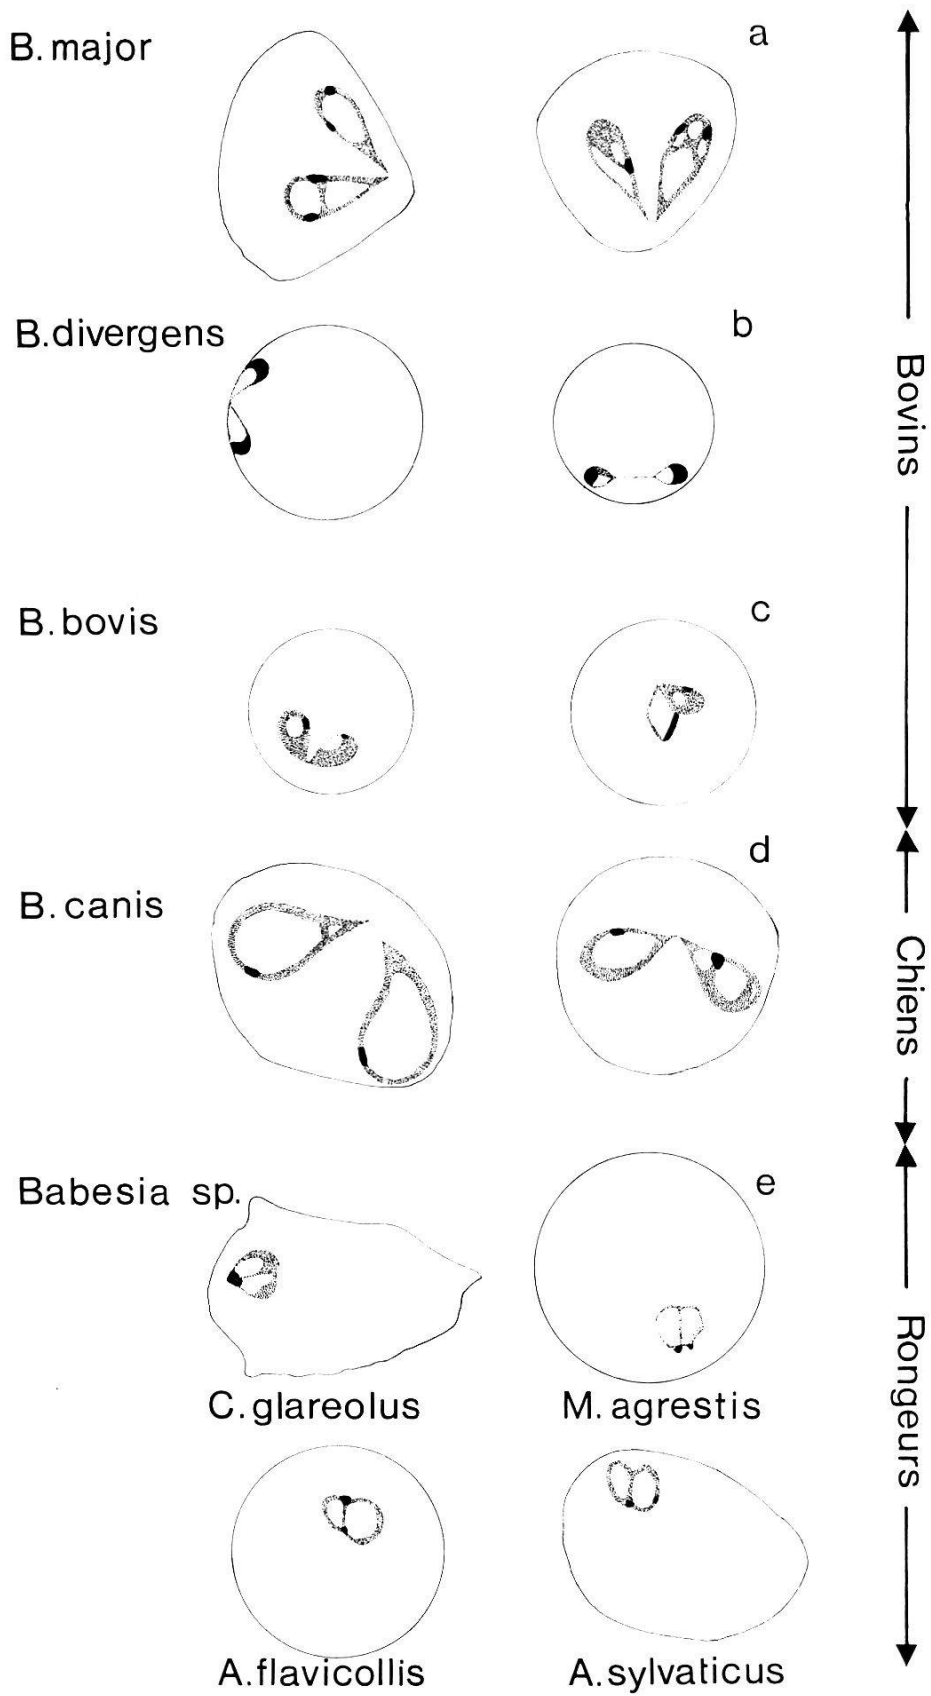 B. major
a
B. divergens
b
Bovins
B. bovis
c
B. canis
d
Chiens
Babesia sp.
e
Rongeurs
C. glareolus
M. agrestis
A. flavicollis
A. sylvaticus